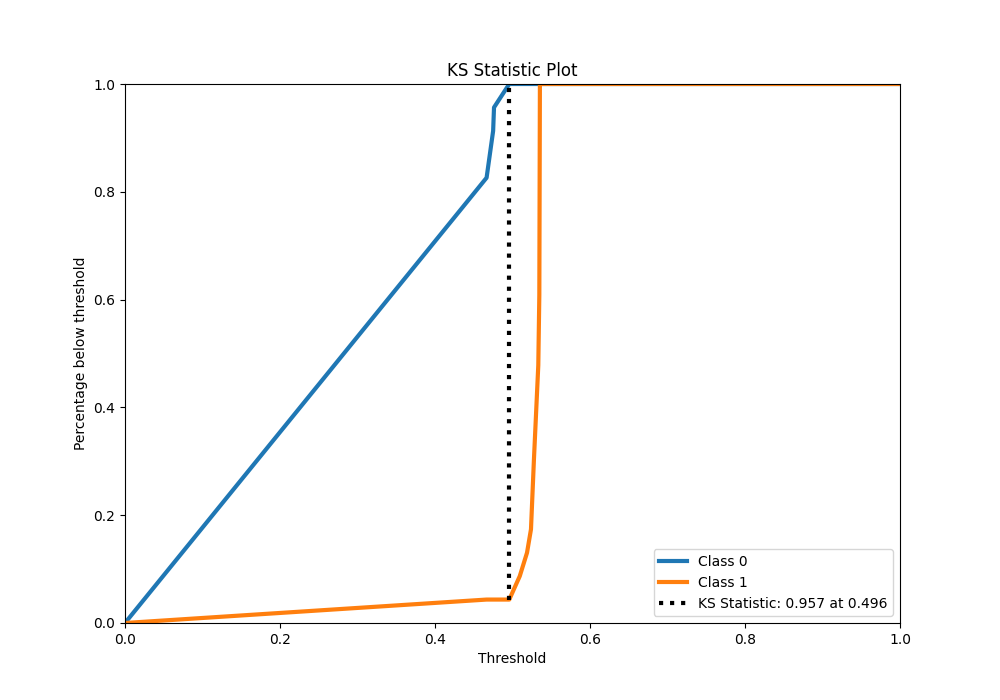 KS Statistic Plot
1.0
0.8
0.6
0.4
0.2
0.0
Percentage below threshold
0.0 0.2 0.4 0.6 0.8 1.0
Threshold
Class 0
Class 1
KS Statistic: 0.957 at 0.496